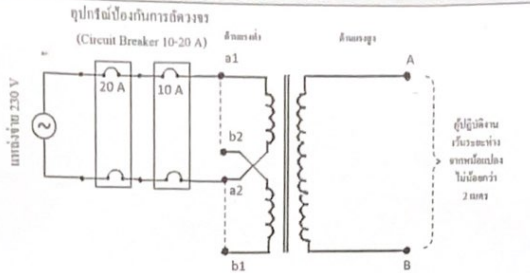 อุปกรณ์ป้องกันการลัดวงจร
(Circuit Breaker 10-20 A)
ด้านแรงต่ำ
ด้านแรงสูง
a1
A
20 A
10 A
แหล่งจ่าย 230 V
b2
a2
b1
B
ผู้ปฏิบัติงาน
เว้นระยะห่าง
จากหม้อแปลง
ไม่น้อยกว่า
2 เมตร